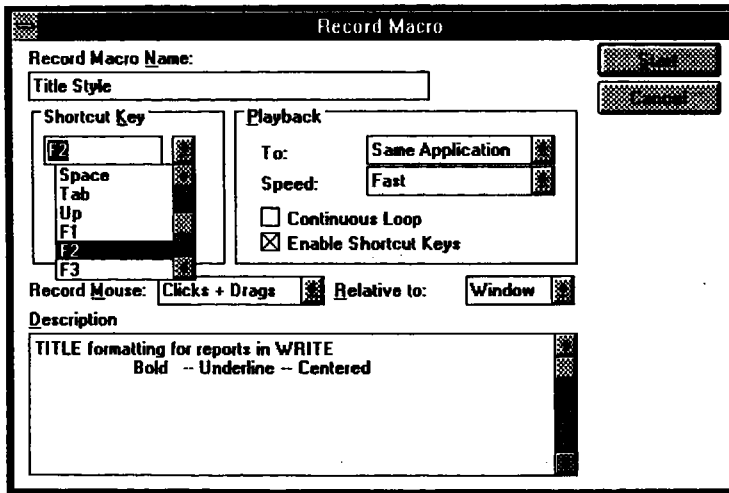 Record Macro
Record Macro Name:
Title Style
Start
Cancel
Shortcut Key
F2
Space
Tab
Up
F1
F2
F3
Playback
To: Same Application
Speed: Fast
Continuous Loop
Enable Shortcut Keys
Record Mouse: Clicks + Drags Relative to: Window
Description
TITLE formatting for reports in WRITE
Bold -- Underline -- Centered